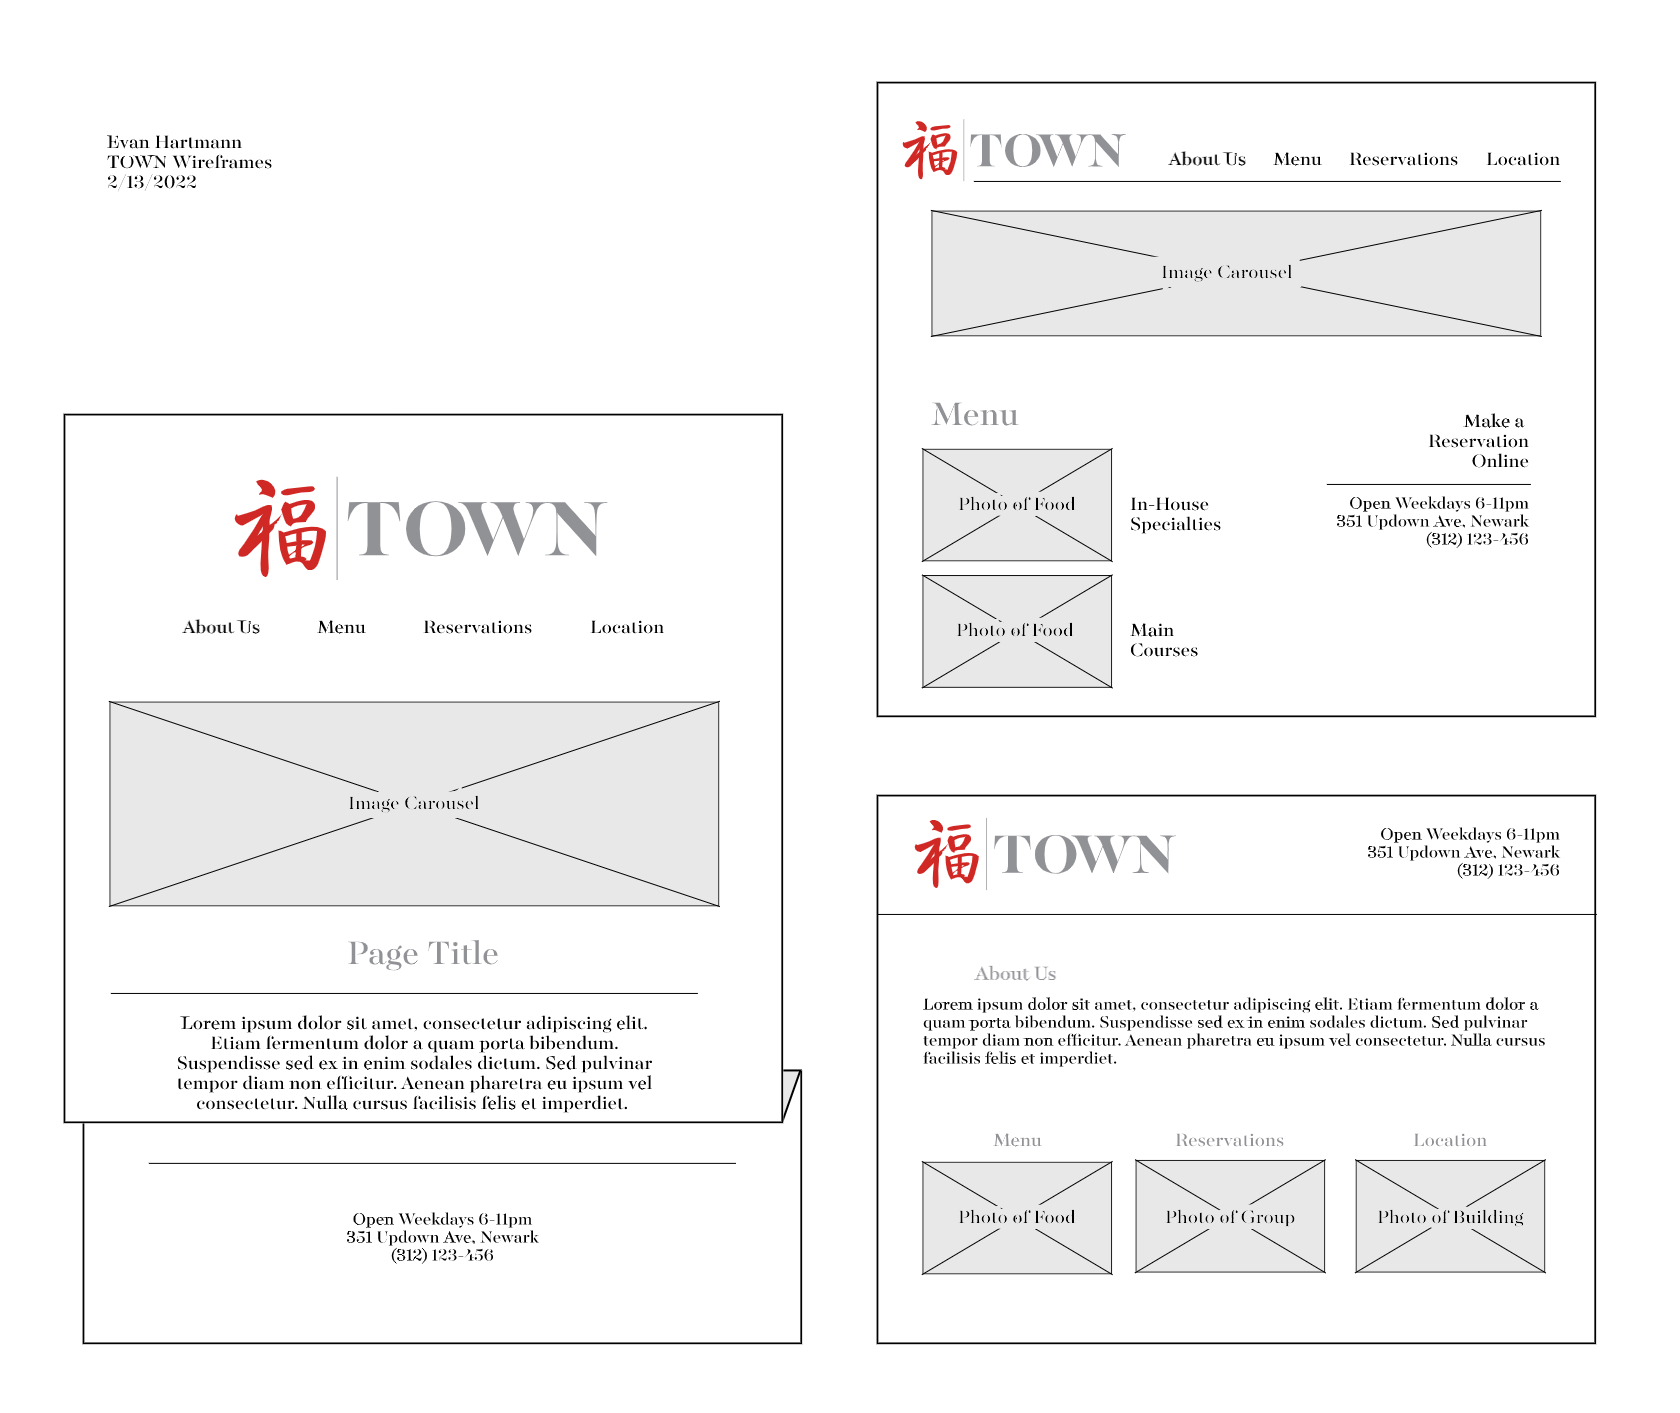 Evan Hartmann
TOWN Wireframes
2/13/2022
福 TOWN
About Us Menu Reservations Location
Image Carousel
Page Title
Lorem ipsum dolor sit amet, consectetur adipiscing elit.
Etiam fermentum dolor a quam porta bibendum.
Suspendisse sed ex in enim sodales dictum. Sed pulvinar
tempor diam non efficitur. Aenean pharetra eu ipsum vel
consectetur. Nulla cursus facilisis felis et imperdiet.
Open Weekdays 6-11pm
351 Updown Ave, Newark
(312) 123-456
福 TOWN
About Us Menu Reservations Location
Image Carousel
Menu
Photo of Food
In-House
Specialties
Photo of Food
Main
Courses
Make a
Reservation
Online
Open Weekdays 6-11pm
351 Updown Ave, Newark
(312) 123-456
福 TOWN
Open Weekdays 6-11pm
351 Updown Ave, Newark
(312) 123-456
About Us
Lorem ipsum dolor sit amet, consectetur adipiscing elit. Etiam fermentum dolor a
quam porta bibendum. Suspendisse sed ex in enim sodales dictum. Sed pulvinar
tempor diam non efficitur. Aenean pharetra eu ipsum vel consectetur. Nulla cursus
facilisis felis et imperdiet.
Menu Reservations Location
Photo of Food Photo of Group Photo of Building